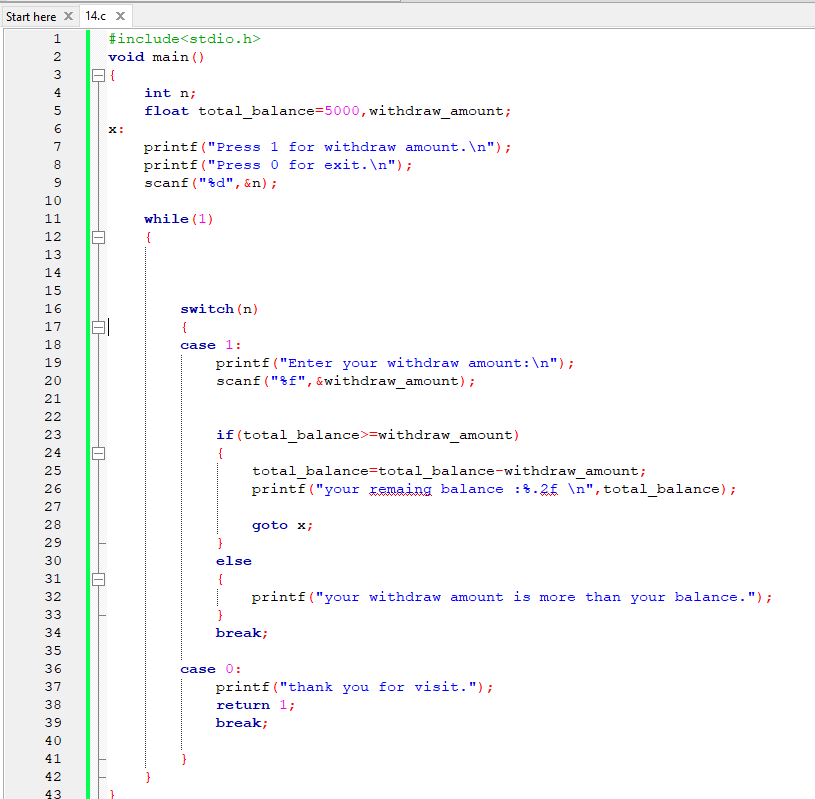 Start here X 14.c X
1 #include<stdio.h>
2 void main()
3 {
4 int n;
5 float total_balance=5000,withdraw_amount;
6 x:
7 printf("Press 1 for withdraw amount.\n");
8 printf("Press 0 for exit.\n");
9 scanf("%d",&n);
10
11 while(1)
12 {
13
14
15
16 switch(n)
17 {
18 case 1:
19 printf("Enter your withdraw amount:\n");
20 scanf("%f",&withdraw_amount);
21
22
23 if(total_balance>=withdraw_amount)
24 {
25 total_balance=total_balance-withdraw_amount;
26 printf("your remaing balance :%.2f \n",total_balance);
27
28 goto x;
29 }
30 else
31 {
32 printf("your withdraw amount is more than your balance.");
33 }
34 break;
35
36 case 0:
37 printf("thank you for visit.");
38 return 1;
39 break;
40
41 }
42 }
43 }